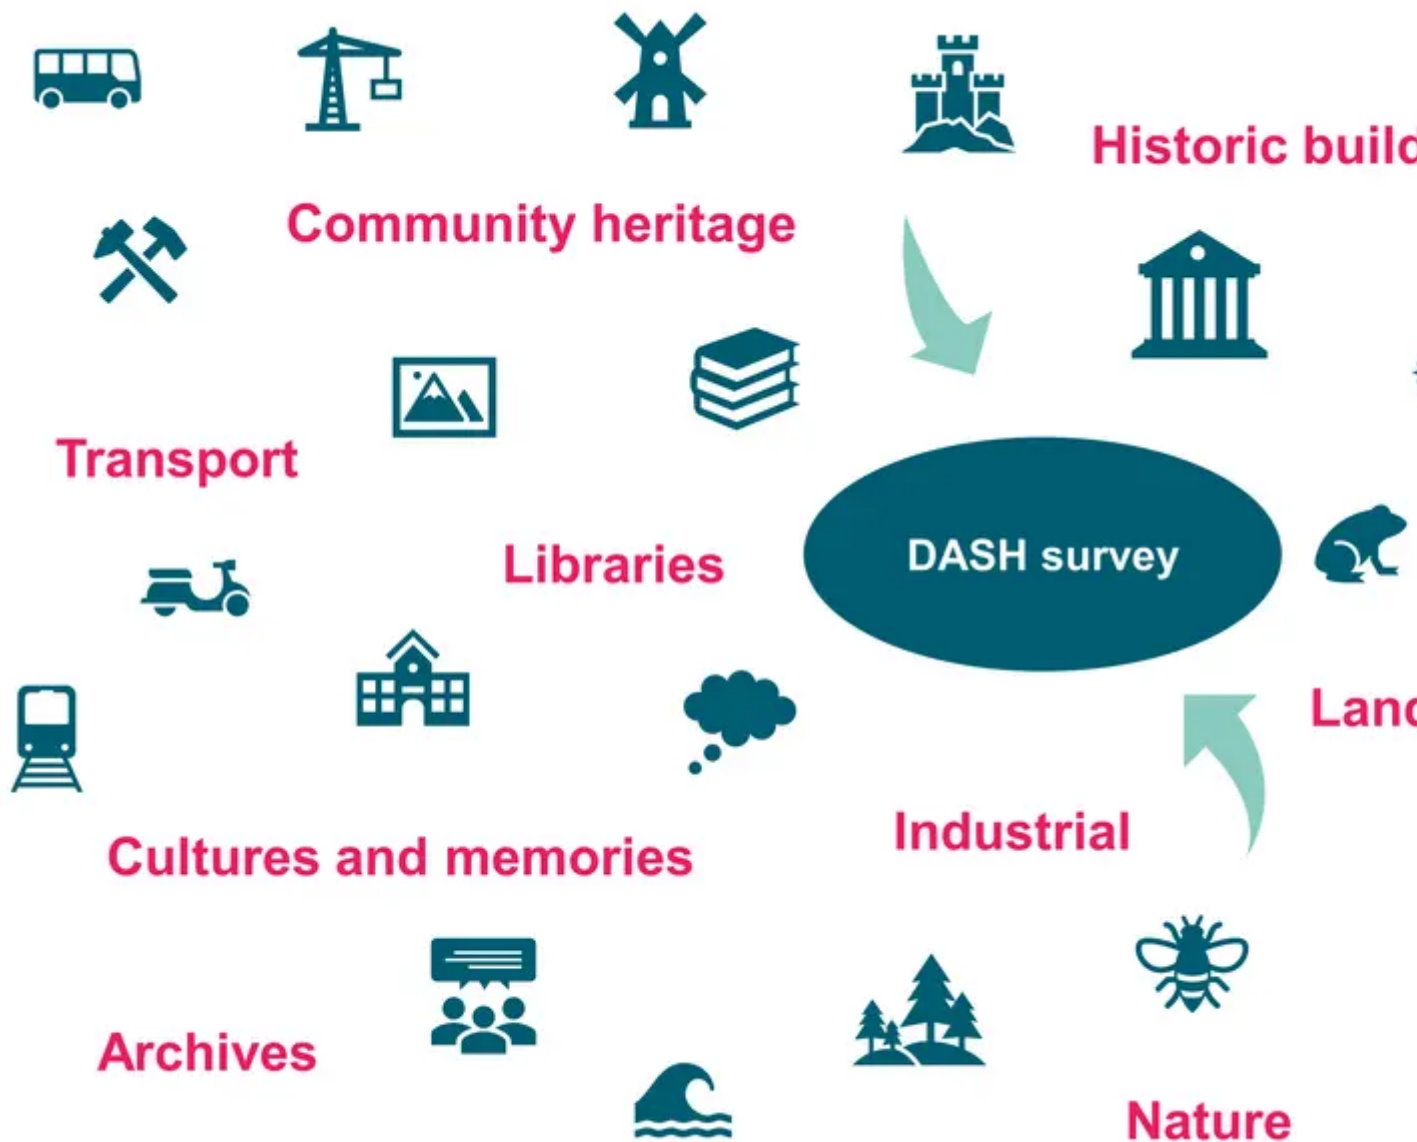 Historic build
Community heritage
Transport
DASH survey
Libraries
Land
Industrial
Cultures and memories
Archives
Nature